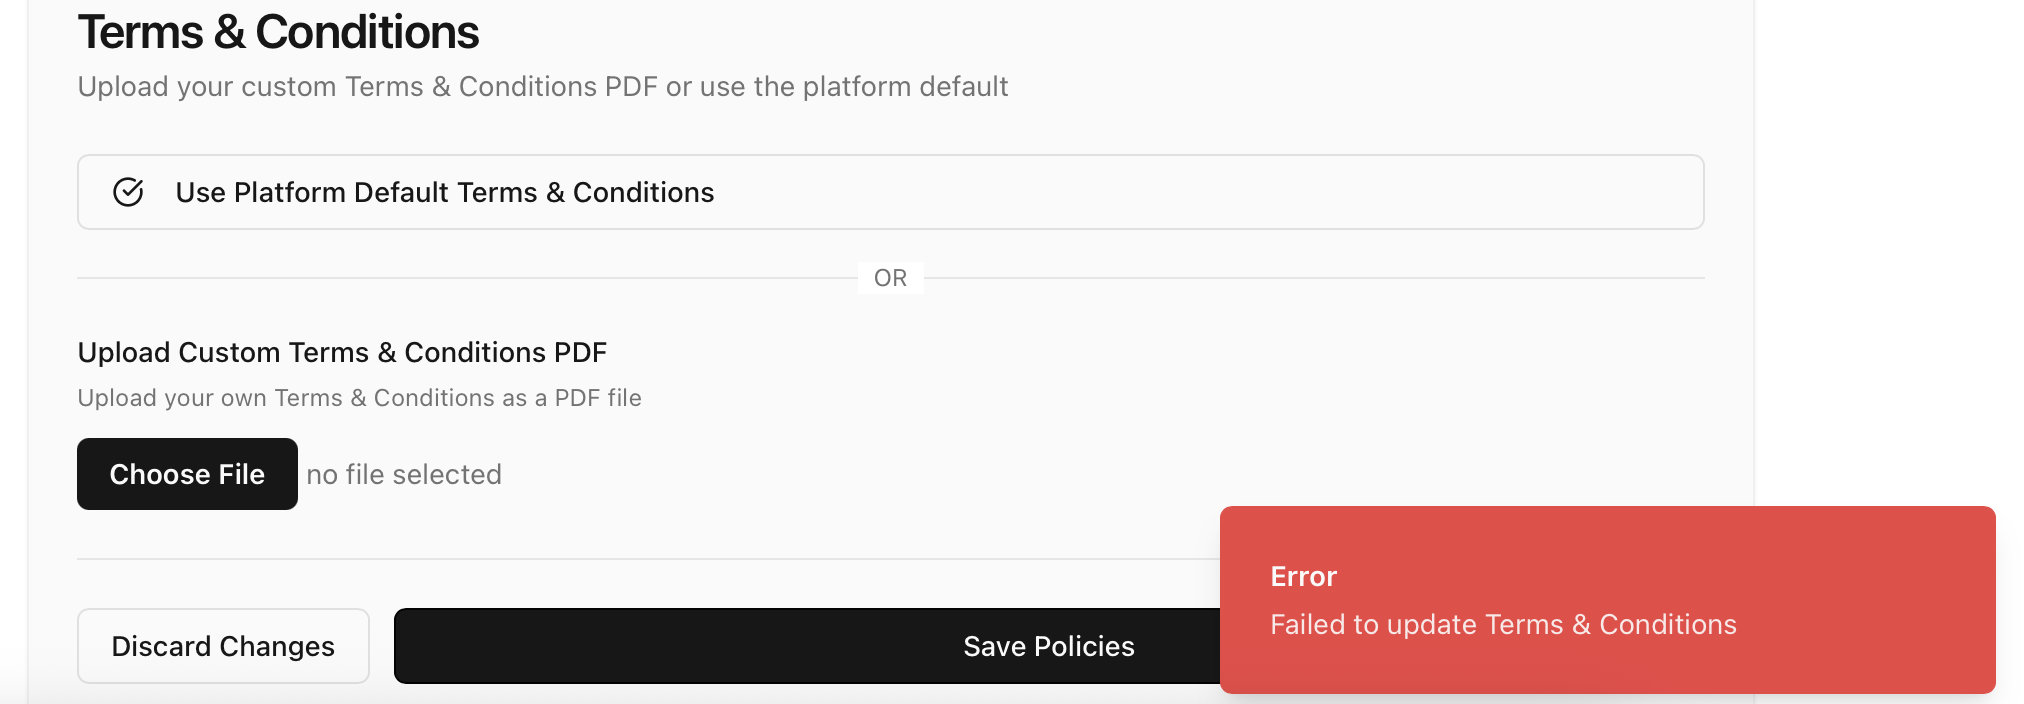 Terms & Conditions
Upload your custom Terms & Conditions PDF or use the platform default
Use Platform Default Terms & Conditions
OR
Upload Custom Terms & Conditions PDF
Upload your own Terms & Conditions as a PDF file
Choose File no file selected
Discard Changes
Save Policies
Error
Failed to update Terms & Conditions